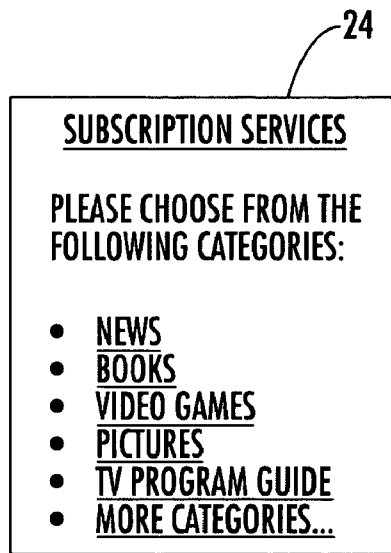 24
SUBSCRIPTION SERVICES
PLEASE CHOOSE FROM THE
FOLLOWING CATEGORIES:
• NEWS
• BOOKS
• VIDEO GAMES
• PICTURES
• TV PROGRAM GUIDE
• MORE CATEGORIES...